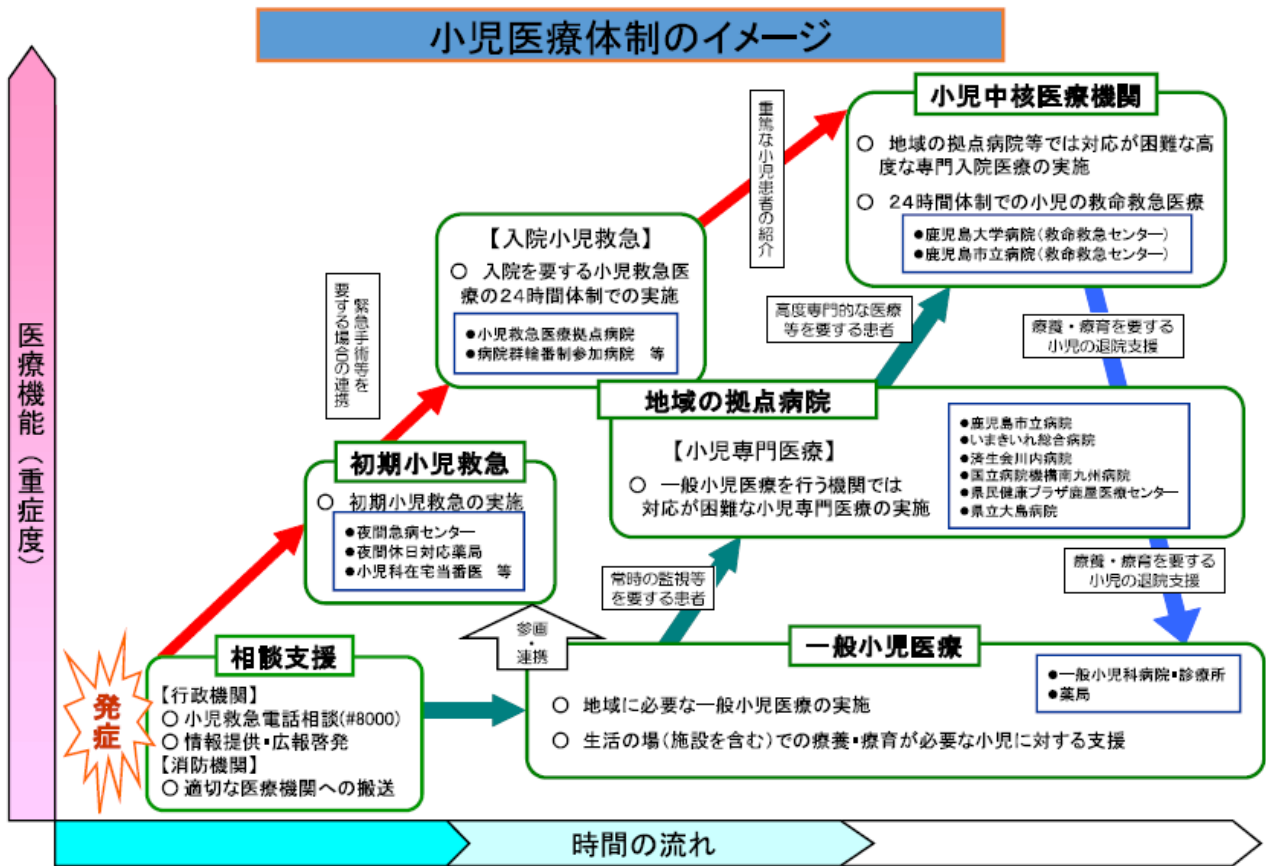 小児医療体制のイメージ
医療機能（重症度）
小児中核医療機関
○ 地域の拠点病院等では対応が困難な高
度な専門入院医療の実施
○ 24時間体制での小児の救命救急医療
●鹿児島大学病院(救命救急センター)
●鹿児島市立病院(救命救急センター)
重篤な小児患者の紹介
【入院小児救急】
○ 入院を要する小児救急医
療の24時間体制での実施
●小児救急医療拠点病院
●病院群輪番制参加病院 等
緊急手術等を
要する場合の連携
高度専門的な医療
等を要する患者
療養・療育を要する
小児の退院支援
地域の拠点病院
【小児専門医療】
○ 一般小児医療を行う機関では
対応が困難な小児専門医療の実施
●鹿児島市立病院
●いまきいれ総合病院
●済生会川内病院
●国立病院機構南九州病院
●県民健康プラザ鹿屋医療センター
●県立大島病院
初期小児救急
○ 初期小児救急の実施
●夜間急病センター
●夜間休日対応薬局
●小児科在宅当番医 等
常時の監視等
を要する患者
療養・療育を要する
小児の退院支援
参画
・
連携
発症
相談支援
【行政機関】
○ 小児救急電話相談(#8000)
○ 情報提供・広報啓発
【消防機関】
○ 適切な医療機関への搬送
一般小児医療
●一般小児科病院・診療所
●薬局
○ 地域に必要な一般小児医療の実施
○ 生活の場(施設を含む)での療養・療育が必要な小児に対する支援
時間の流れ